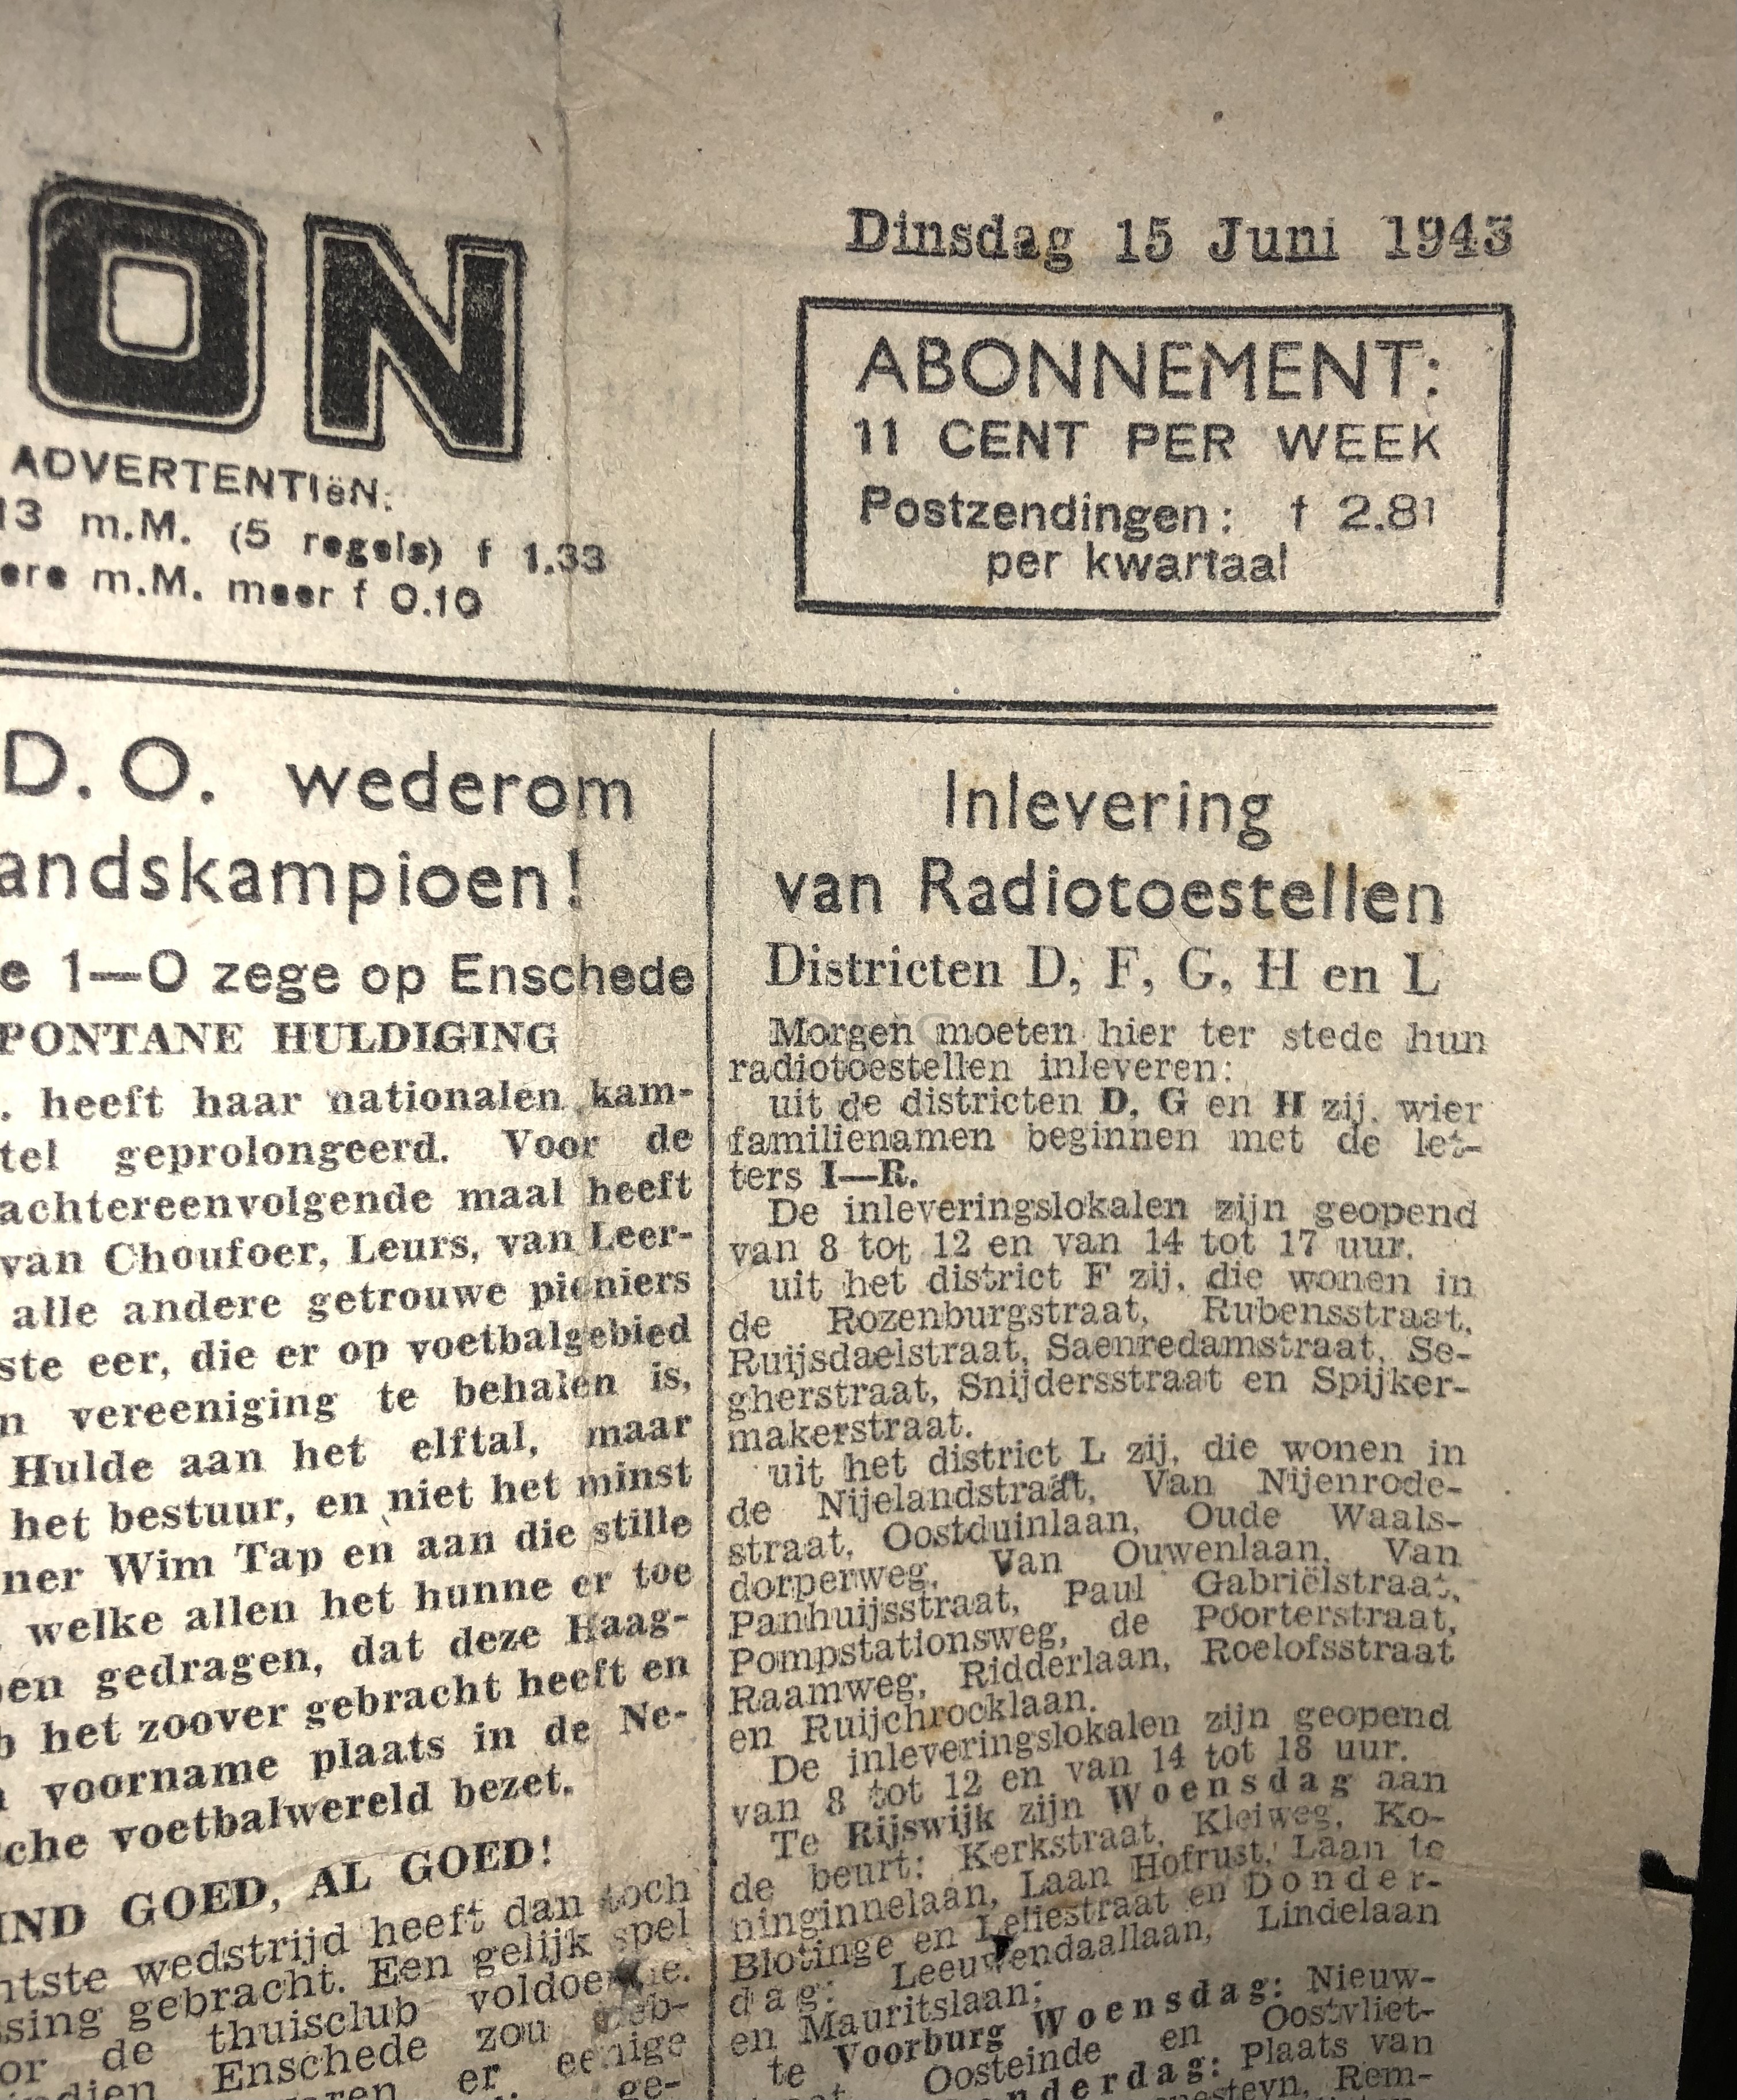 ON
Dinsdag 15 Juni 1943
ADVERTENTIëN:
13 m.M. (5 regels) f 1.33
ere m.M. meer f 0.10
ABONNEMENT:
11 CENT PER WEEK
Postzendingen: f 2.81
per kwartaal
D.O. wederom
andskampioen!
e 1—0 zege op Enschede
PONTANE HULDIGING
. heeft haar nationalen kam-
tel geprolongeerd. Voor de
achtereenvolgende maal heeft
van Choufoer, Leurs, van Leer-
alle andere getrouwe pioniers
ste eer, die er op voetbalgebied
n vereeniging te behalen is,
Hulde aan het elftal, maar
het bestuur, en niet het minst
ner Wim Tap en aan die stille
, welke allen het hunne er toe
en gedragen, dat deze Haag-
b het zoover gebracht heeft en
voorname plaats in de Ne-
che voetbalwereld bezet.
IND GOED, AL GOED!
ntste wedstrijd heeft dan toch
ssing gebracht. Een gelijk spel
or de thuisclub
Enschede zou
er eenige
ge-
Inlevering
van Radiotoestellen
Districten D, F, G, H en L
Morgen moeten hier ter stede hun
radiotoestellen inleveren:
uit de districten D, G en H zij, wier
familienamen beginnen met de let-
ters I—R.
De inleveringslokalen zijn geopend
van 8 tot 12 en van 14 tot 17 uur.
uit het district F zij, die wonen in
de Rozenburgstraat, Rubensstraat,
Ruijsdaelstraat, Saenredamstraat, Se-
gherstraat, Snijdersstraat en Spijker-
makerstraat.
uit het district L zij, die wonen in
de Nijelandstraat, Van Nijenrode-
straat, Oostduinlaan, Oude Waals-
dorperweg, Van Ouwenlaan, Van
Panhuijsstraat, Paul Gabriëlstraat,
Pompstationsweg, de Poorterstraat,
Raamweg, Ridderlaan, Roelofsstraat
en Ruijchrocklaan.
De inleveringslokalen zijn geopend
van 8 tot 12 en van 14 tot 18 uur.
Te Rijswijk zijn Woensdag aan
de beurt: Kerkstraat, Kleiweg, Ko-
ninginnelaan, Laan Hofrust, Laan te
Blotinge en Leliestraat en Donder-
dag: Leeuwendaallaan, Lindelaan
en Mauritslaan;
te Voorburg Woensdag: Nieuw-
Oosteinde en Oostvliet-
nderdag: Plaats van
Rem-